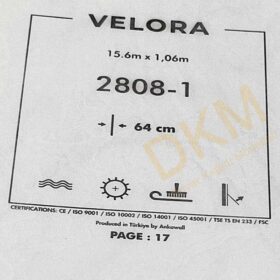 VELORA
15.6m x 1,06m
2808-1
64 cm
DKM
CERTIFICATIONS: CE / ISO 9001 / ISO 10002 / ISO 14001 / ISO 45001 / TSE TS EN 233 / FSC
Produced in Türkiye by Ankawall
PAGE : 17